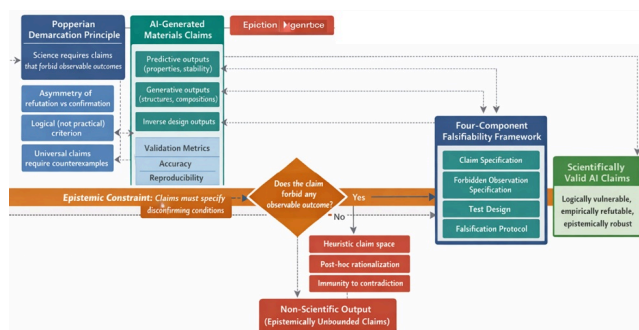 Popperian
Demarcation Principle
Science requires claims
that forbid observable outcomes
Asymmetry of
refutation vs confirmation
Logical (not practical)
criterion
Universal claims
require counterexamples
AI-Generated
Materials Claims
Predictive outputs
(properties, stability)
Generative outputs
(structures, compositions)
Inverse design outputs
Validation Metrics
Accuracy
Reproducibility
Epistemic Constraint: Claims must specify
disconfirming conditions
Does the claim
forbid any
observable outcome?
Yes
No
Heuristic claim space
Post-hoc rationalization
Immunity to contradiction
Non-Scientific Output
(Epistemically Unbounded Claims)
Four-Component
Falsifiability Framework
Claim Specification
Forbidden Observation
Specification
Test Design
Falsification Protocol
Scientifically
Valid AI Claims
Logically vulnerable,
empirically refutable,
epistemically robust